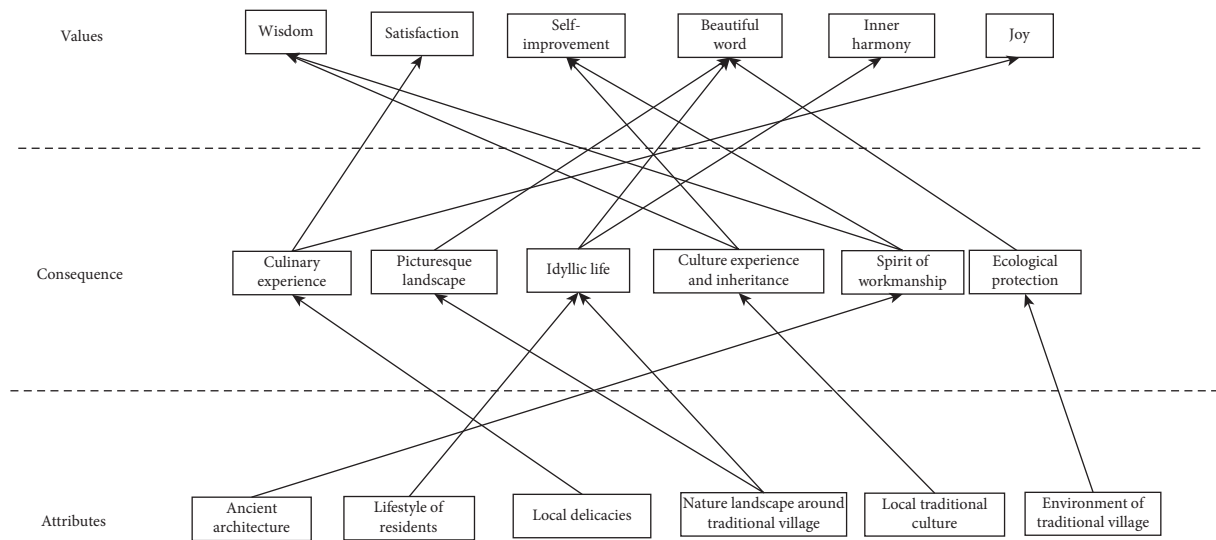 Values
Wisdom
Satisfaction
Self-
improvement
Beautiful
word
Inner
harmony
Joy
Consequence
Culinary
experience
Picturesque
landscape
Idyllic life
Culture experience
and inheritance
Spirit of
workmanship
Ecological
protection
Attributes
Ancient
architecture
Lifestyle of
residents
Local delicacies
Nature landscape around
traditional village
Local traditional
culture
Environment of
traditional village